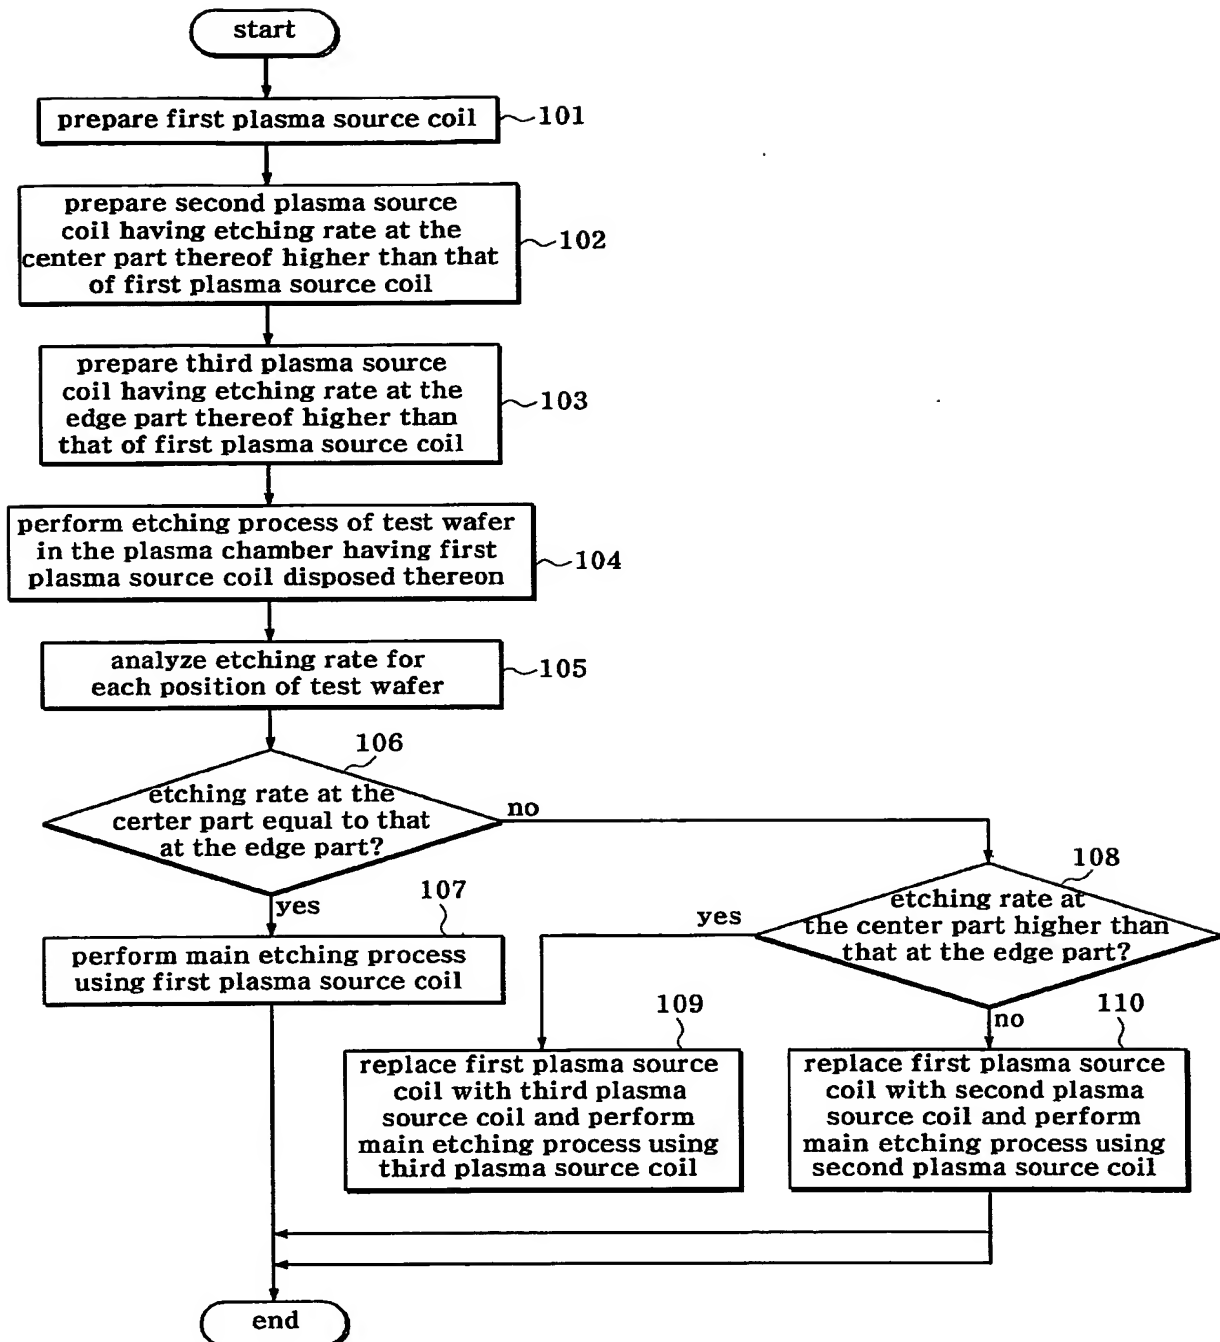 start
prepare first plasma source coil
101
prepare second plasma source
coil having etching rate at the
center part thereof higher than that
of first plasma source coil
102
prepare third plasma source
coil having etching rate at the
edge part thereof higher than
that of first plasma source coil
103
perform etching process of test wafer
in the plasma chamber having first
plasma source coil disposed thereon
104
analyze etching rate for
each position of test wafer
105
106
etching rate at the
certer part equal to that
at the edge part?
no
yes
107
perform main etching process
using first plasma source coil
108
etching rate at
the center part higher than
that at the edge part?
yes
no
109
replace first plasma source
coil with third plasma
source coil and perform
main etching process using
third plasma source coil
110
replace first plasma source
coil with second plasma
source coil and perform
main etching process using
second plasma source coil
end